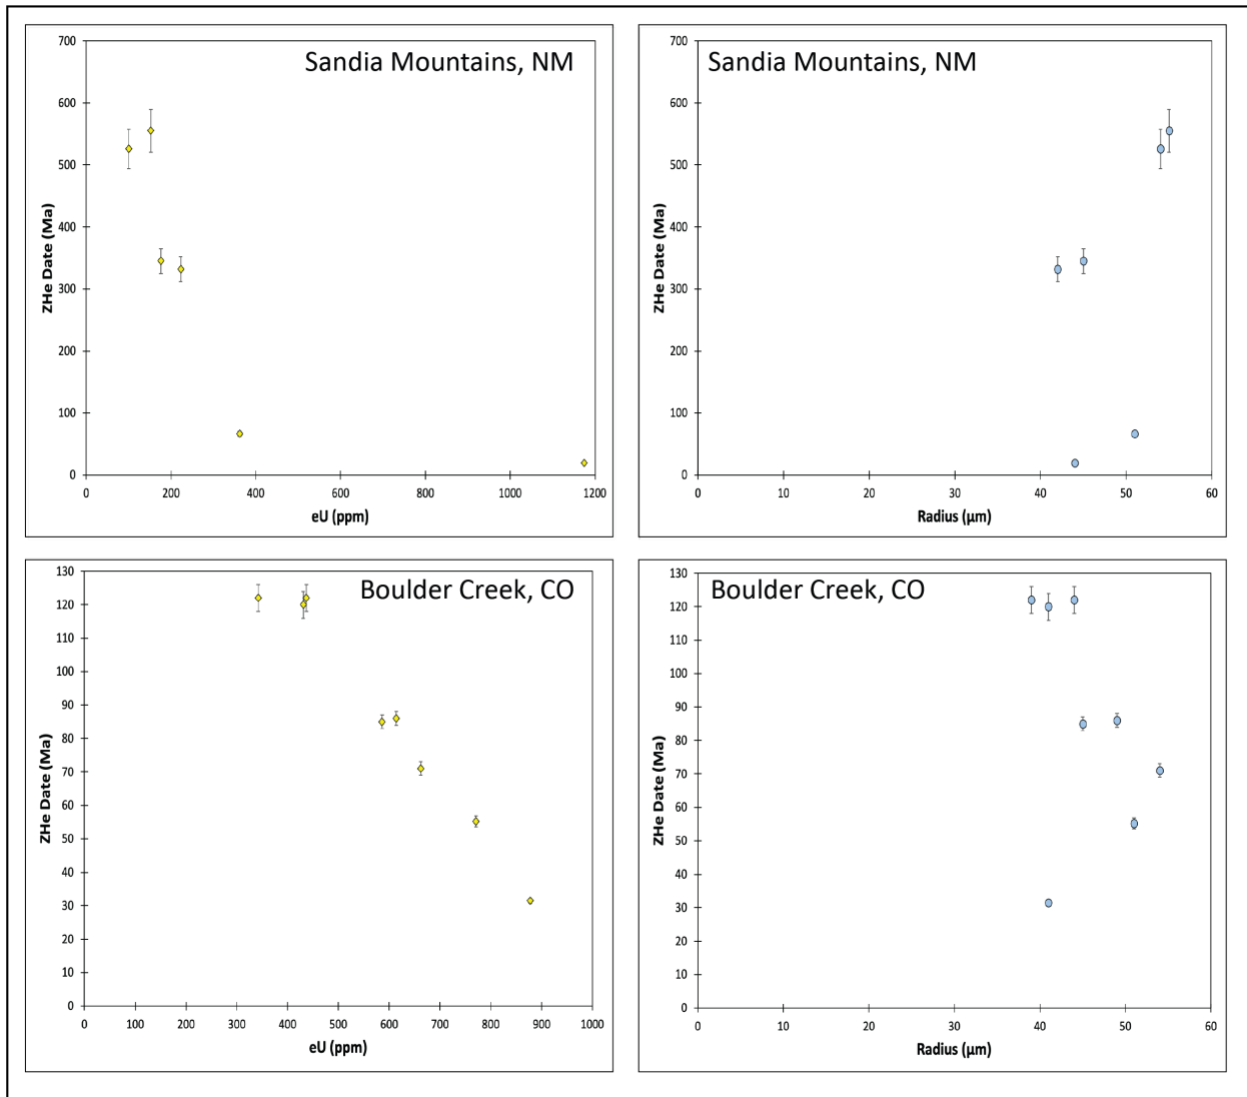 Sandia Mountains, NM
700
600
500
400
300
200
100
0
ZHe Date (Ma)
0 200 400 600 800 1000 1200
eU (ppm)
Sandia Mountains, NM
700
600
500
400
300
200
100
0
ZHe Date (Ma)
0 10 20 30 40 50 60
Radius (μm)
Boulder Creek, CO
130
120
110
100
90
80
70
60
50
40
30
20
10
0
ZHe Date (Ma)
0 100 200 300 400 500 600 700 800 900 1000
eU (ppm)
Boulder Creek, CO
130
120
110
100
90
80
70
60
50
40
30
20
10
0
ZHe Date (Ma)
0 10 20 30 40 50 60
Radius (μm)